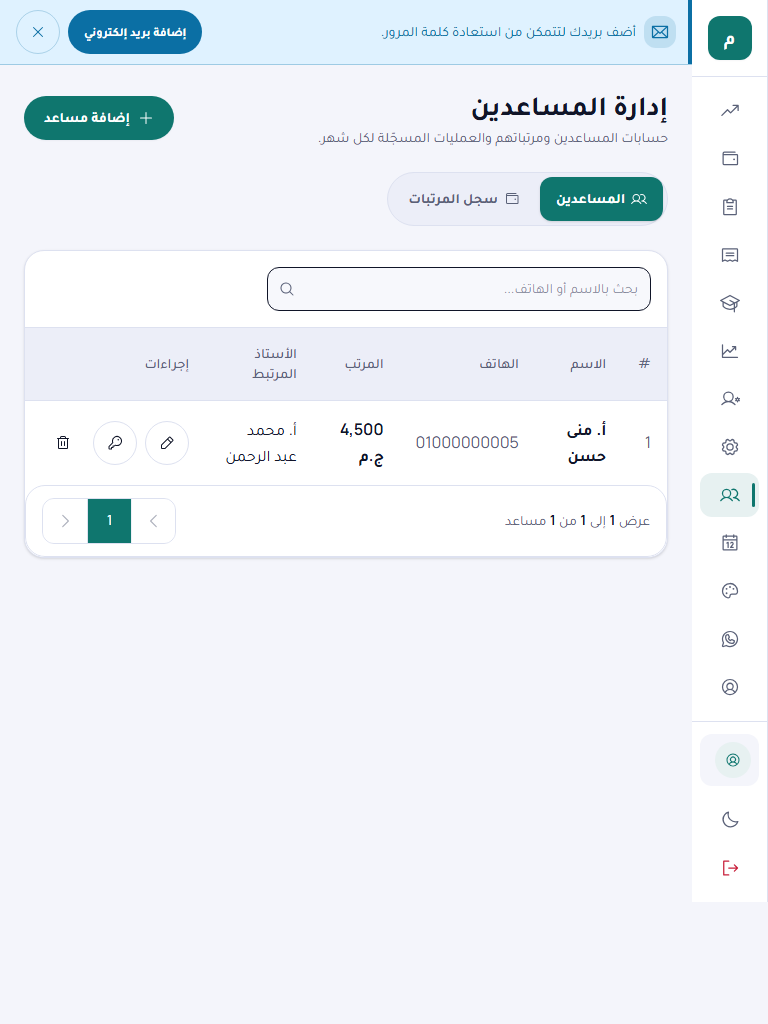 م
أضف بريدك لتتمكن من استعادة كلمة المرور.
إضافة بريد إلكتروني
إدارة المساعدين
حسابات المساعدين ومرتباتهم والعمليات المسجّلة لكل شهر.
إضافة مساعد
المساعدين
سجل المرتبات
بحث بالاسم أو الهاتف...
# الاسم الهاتف المرتب الأستاذ المرتبط إجراءات
1 أ. منى حسن 01000000005 4,500 ج.م أ. محمد عبد الرحمن
عرض 1 إلى 1 من 1 مساعد
1
12